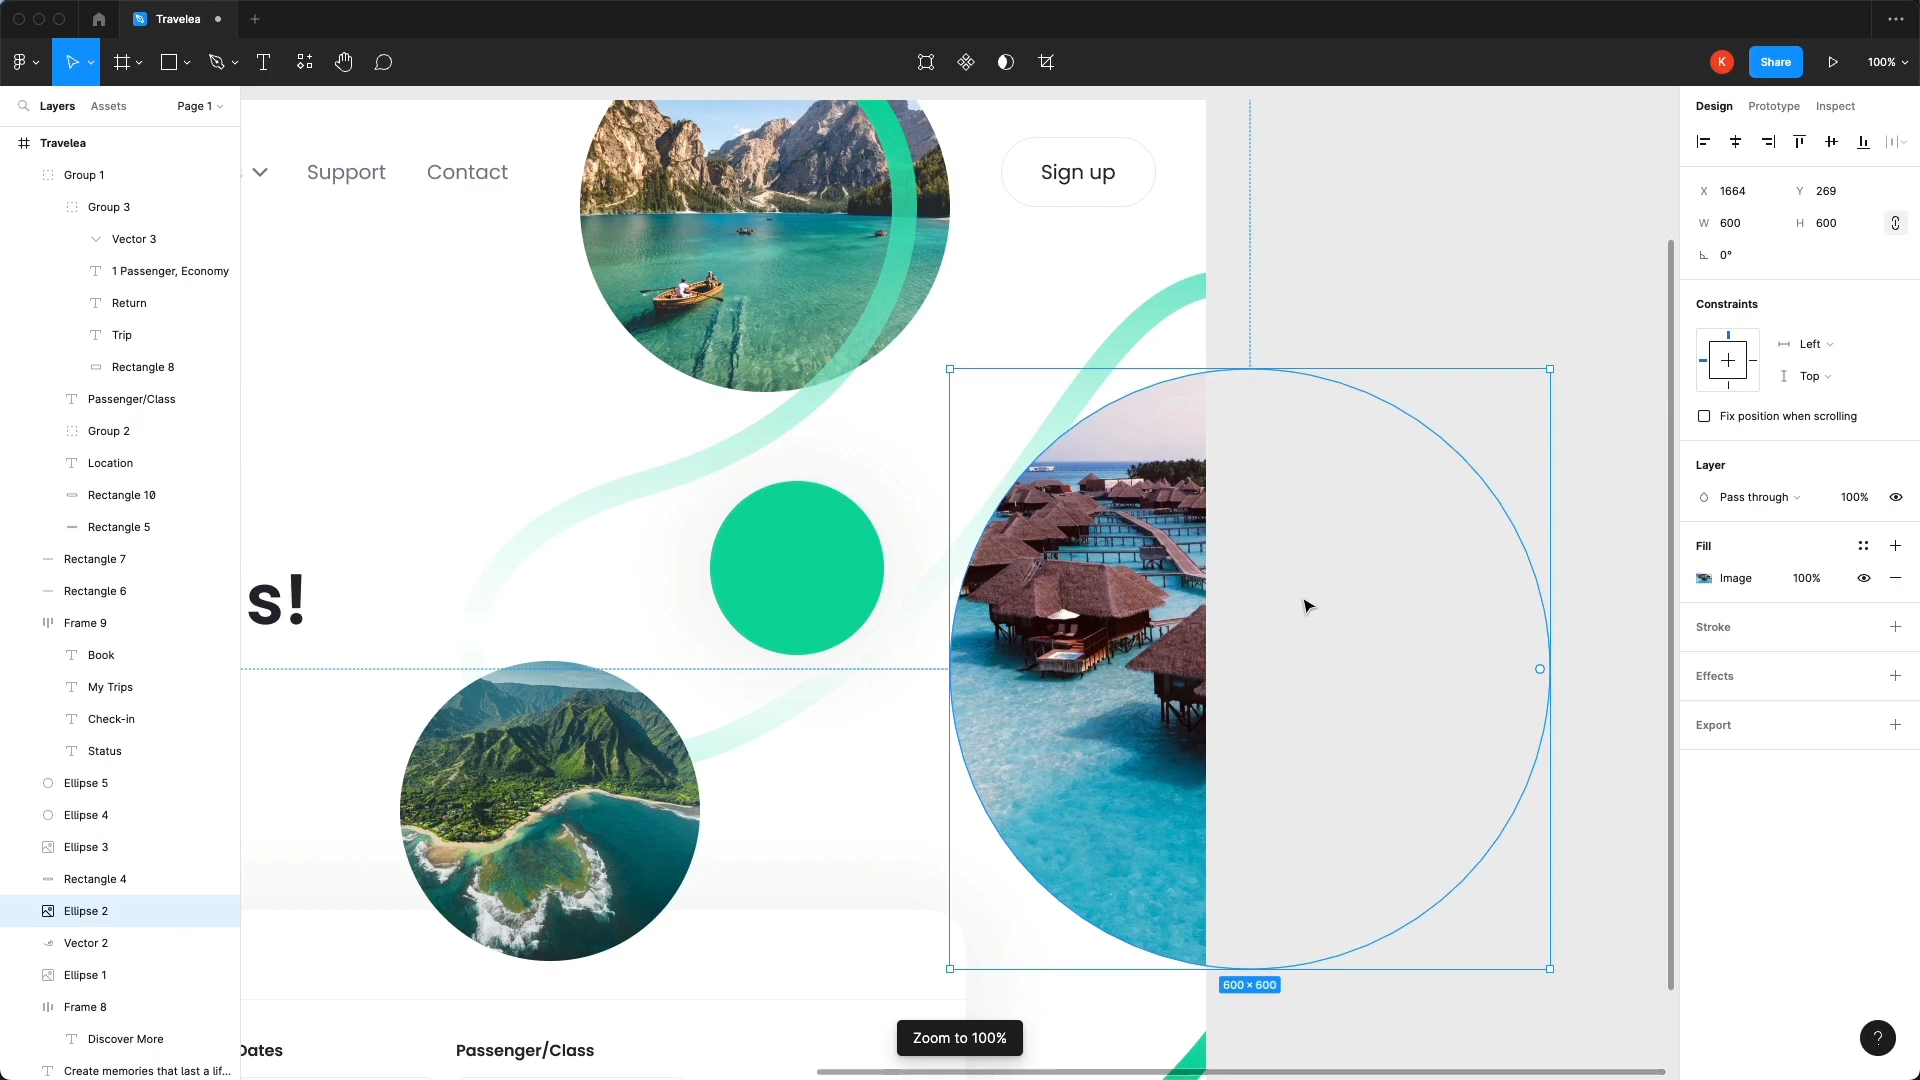 Travelea
Share
100%
K
Layers
Assets
Page 1
Travelea
Group 1
Group 3
Vector 3
1 Passenger, Economy
Return
Trip
Rectangle 8
Passenger/Class
Group 2
Location
Rectangle 10
Rectangle 5
Rectangle 7
Rectangle 6
Frame 9
Book
My Trips
Check-in
Status
Ellipse 5
Ellipse 4
Ellipse 3
Rectangle 4
Ellipse 2
Vector 2
Ellipse 1
Frame 8
Discover More
Create memories that last a lif...
Support
Contact
Sign up
s!
600 × 600
Zoom to 100%
Dates
Passenger/Class
Design
Prototype
Inspect
X 1664
Y 269
W 600
H 600
0°
Constraints
Left
Top
Fix position when scrolling
Layer
Pass through
100%
Fill
Image
100%
Stroke
Effects
Export
?